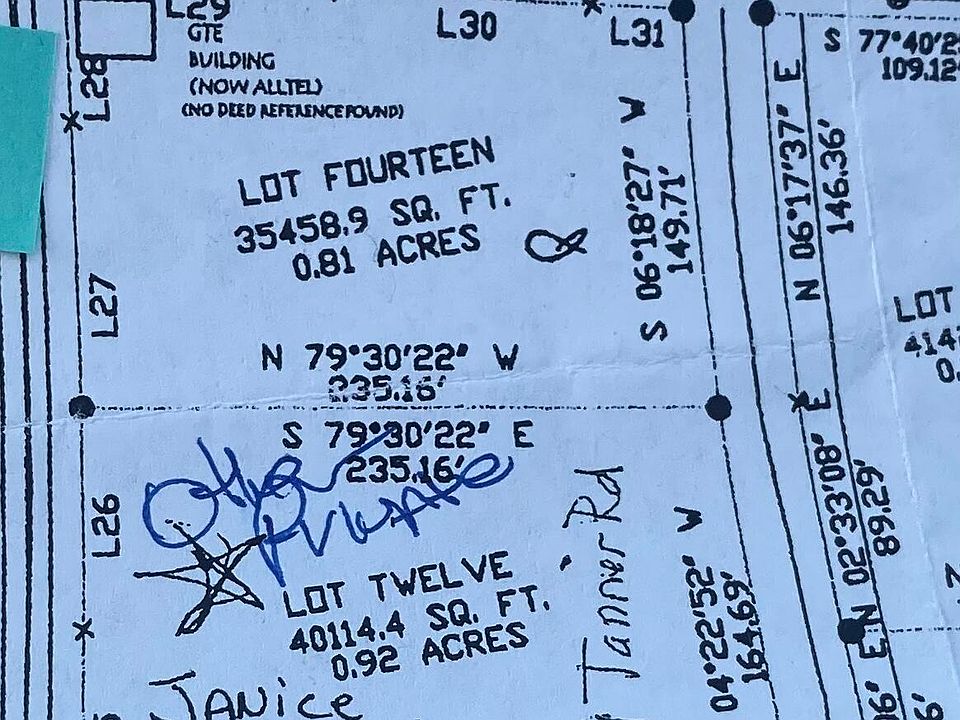 L29
L30
L31
GTE
BUILDING
(NOW ALLTEL)
(NO DEED REFERENCE FOUND)
L28
S 77°40'2
109.12'
LOT FOURTEEN
35458.9 SQ. FT.
0.81 ACRES
S 06°18'27" W
149.71'
N 06°17'37" E
146.36'
L27
LOT
414
0.
N 79°30'22" W
235.16'
S 79°30'22" E
235.16'
Other
Private
L26
LOT TWELVE
40114.4 SQ. FT.
0.92 ACRES
Tanner Rd
04°22'52" W
164.69'
N 02°33'08" E
89.29'
E
Janice